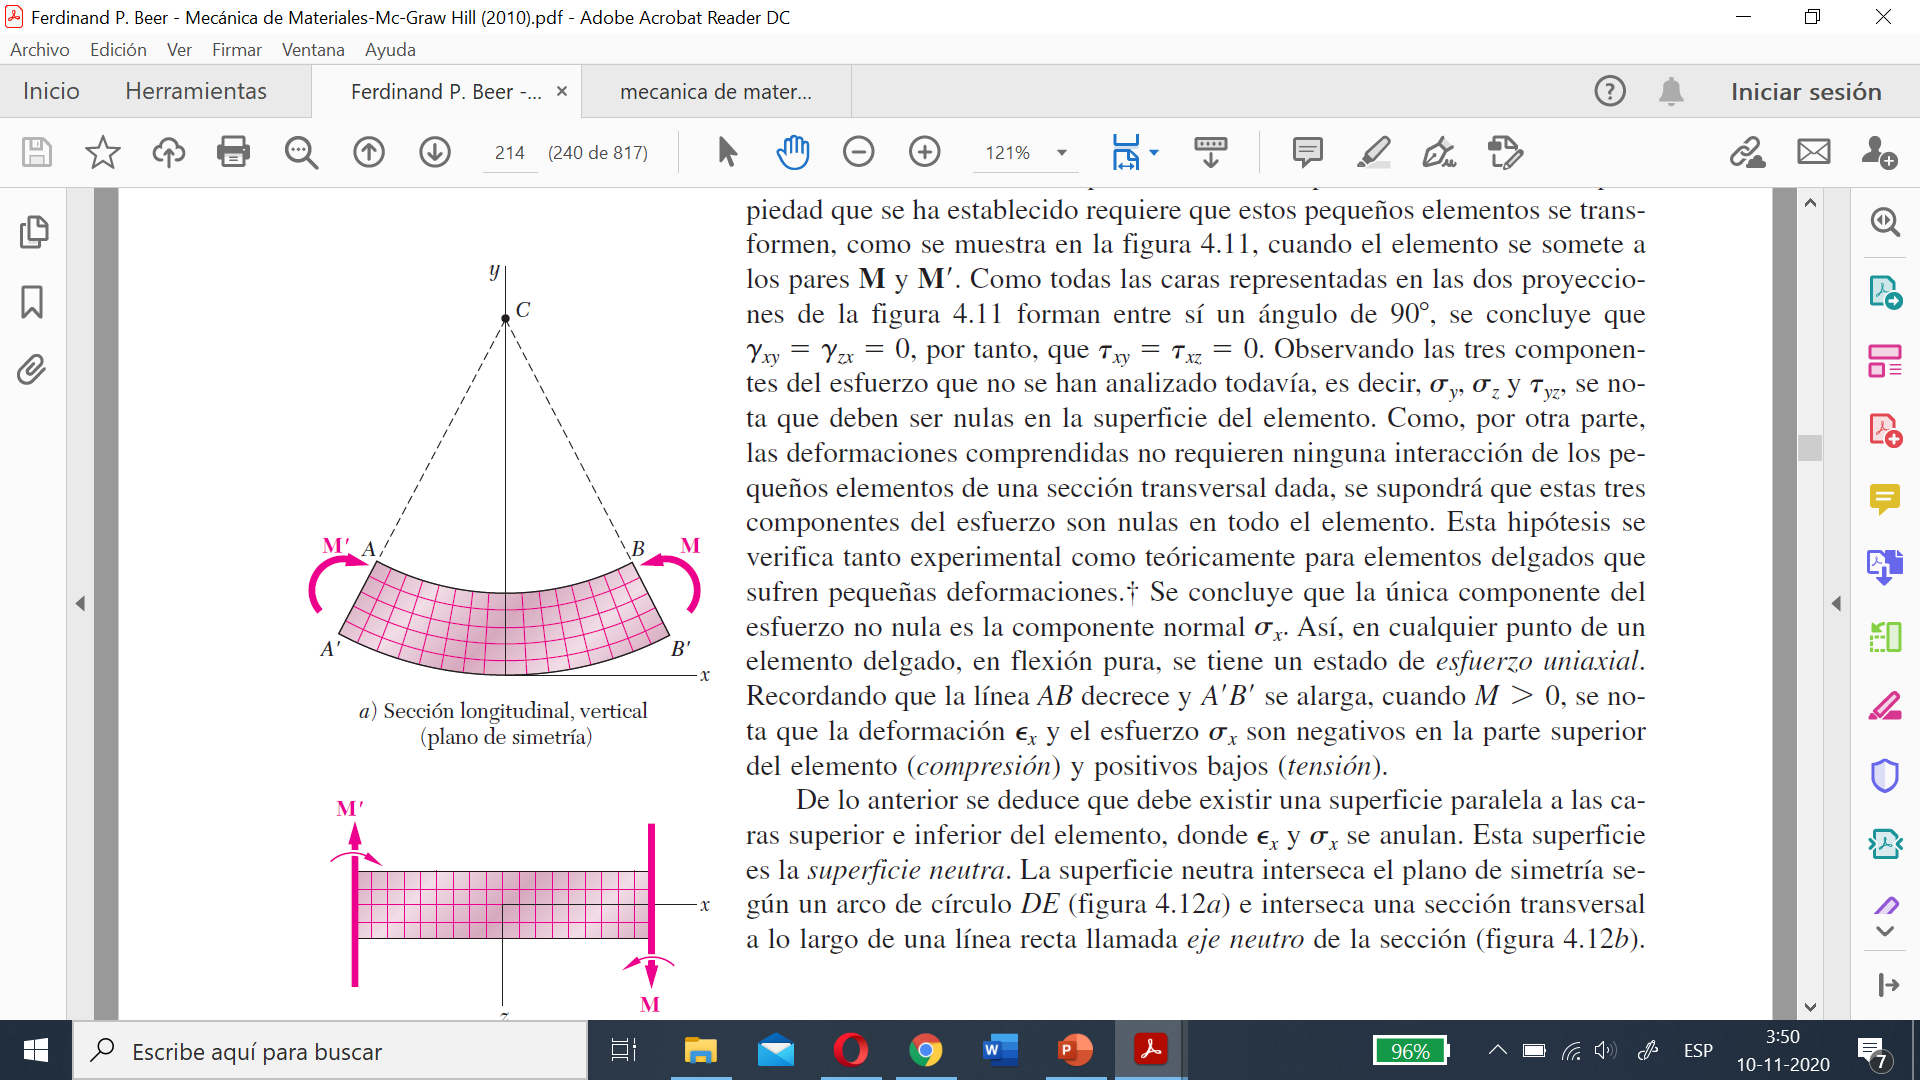 Ferdinand P. Beer - Mecánica de Materiales-Mc-Graw Hill (2010).pdf - Adobe Acrobat Reader DC
Archivo Edición Ver Firmar Ventana Ayuda
Inicio Herramientas Ferdinand P. Beer -... × mecanica de mater... Iniciar sesión
214 (240 de 817) 121%
piedad que se ha establecido requiere que estos pequeños elementos se trans-
formen, como se muestra en la figura 4.11, cuando el elemento se somete a
los pares M y M′. Como todas las caras representadas en las dos proyeccio-
nes de la figura 4.11 forman entre sí un ángulo de 90°, se concluye que
γxy = γzx = 0, por tanto, que τxy = τxz = 0. Observando las tres componen-
tes del esfuerzo que no se han analizado todavía, es decir, σy, σz y τyz, se no-
ta que deben ser nulas en la superficie del elemento. Como, por otra parte,
las deformaciones comprendidas no requieren ninguna interacción de los pe-
queños elementos de una sección transversal dada, se supondrá que estas tres
componentes del esfuerzo son nulas en todo el elemento. Esta hipótesis se
verifica tanto experimental como teóricamente para elementos delgados que
sufren pequeñas deformaciones.† Se concluye que la única componente del
esfuerzo no nula es la componente normal σx. Así, en cualquier punto de un
elemento delgado, en flexión pura, se tiene un estado de esfuerzo uniaxial.
Recordando que la línea AB decrece y A′B′ se alarga, cuando M > 0, se no-
ta que la deformación ϵx y el esfuerzo σx son negativos en la parte superior
del elemento (compresión) y positivos bajos (tensión).
De lo anterior se deduce que debe existir una superficie paralela a las ca-
ras superior e inferior del elemento, donde ϵx y σx se anulan. Esta superficie
es la superficie neutra. La superficie neutra interseca el plano de simetría se-
gún un arco de círculo DE (figura 4.12a) e interseca una sección transversal
a lo largo de una línea recta llamada eje neutro de la sección (figura 4.12b).
y
C
M′ A B M
A′ B′
x
a) Sección longitudinal, vertical
(plano de simetría)
M′
x
M
z
Escribe aquí para buscar
96% ESP
3:50
10-11-2020
7